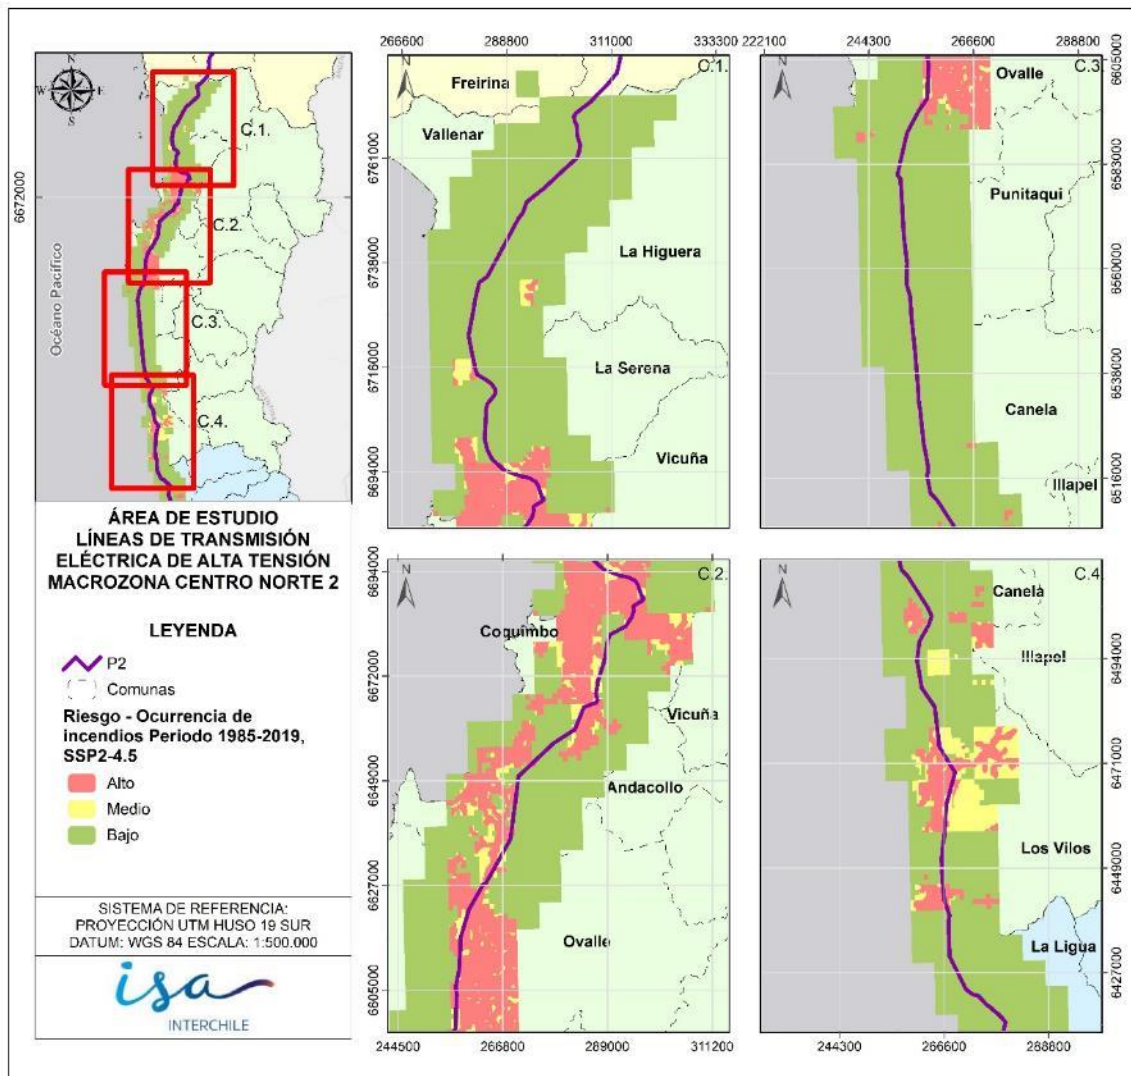 N
W E
S
C.1.
C.2.
C.3.
C.4.
6672000
Océano Pacífico
ÁREA DE ESTUDIO
LÍNEAS DE TRANSMISIÓN
ELÉCTRICA DE ALTA TENSIÓN
MACROZONA CENTRO NORTE 2
LEYENDA
P2
Comunas
Riesgo - Ocurrencia de
incendios Periodo 1985-2019,
SSP2-4.5
Alto
Medio
Bajo
SISTEMA DE REFERENCIA:
PROYECCIÓN UTM HUSO 19 SUR
DATUM: WGS 84 ESCALA: 1:500.000
isa
INTERCHILE
266600 288800 311000 333300
N
C.1.
Freirina
Vallenar
La Higuera
La Serena
Vicuña
6761000
6738000
6716000
6694000
222100 244300 266600 288800
N
C.3.
Ovalle
Punitaqui
Canela
Illapel
6605000
6583000
6560000
6538000
6516000
N
C.2.
Coquimbo
Vicuña
Andacollo
Ovalle
6694000
6672000
6649000
6627000
6605000
244500 266800 289000 311200
N
C.4.
Canela
Illapel
Los Vilos
La Ligua
6494000
6471000
6449000
6427000
244300 266600 288800